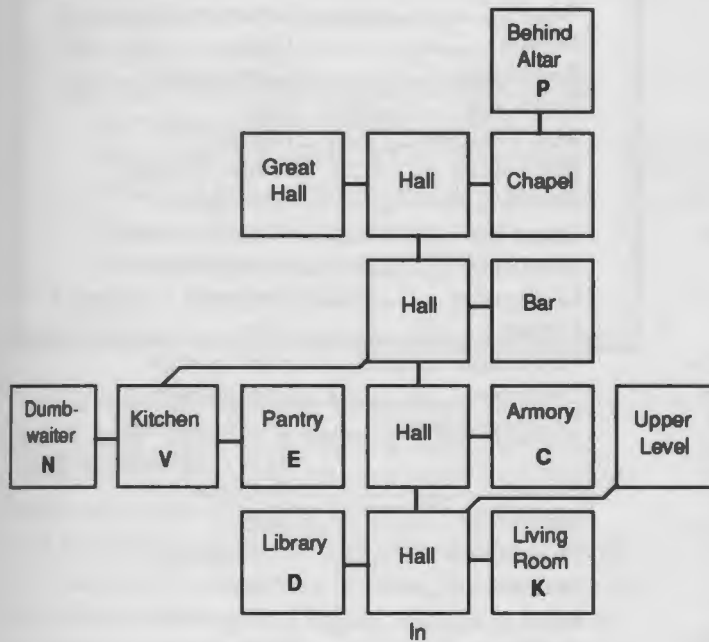 Behind
Altar
P
Great
Hall
Hall
Chapel
Hall
Bar
Dumb-
waiter
N
Kitchen
V
Pantry
E
Hall
Armory
C
Upper
Level
Library
D
Hall
Living
Room
K
In